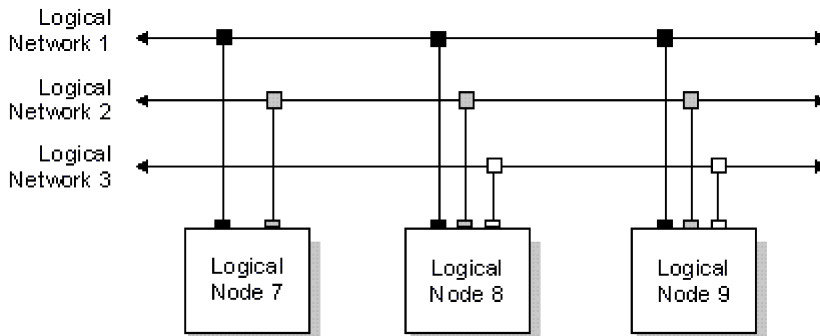 Logical
Network 1
Logical
Network 2
Logical
Network 3
Logical
Node 7
Logical
Node 8
Logical
Node 9